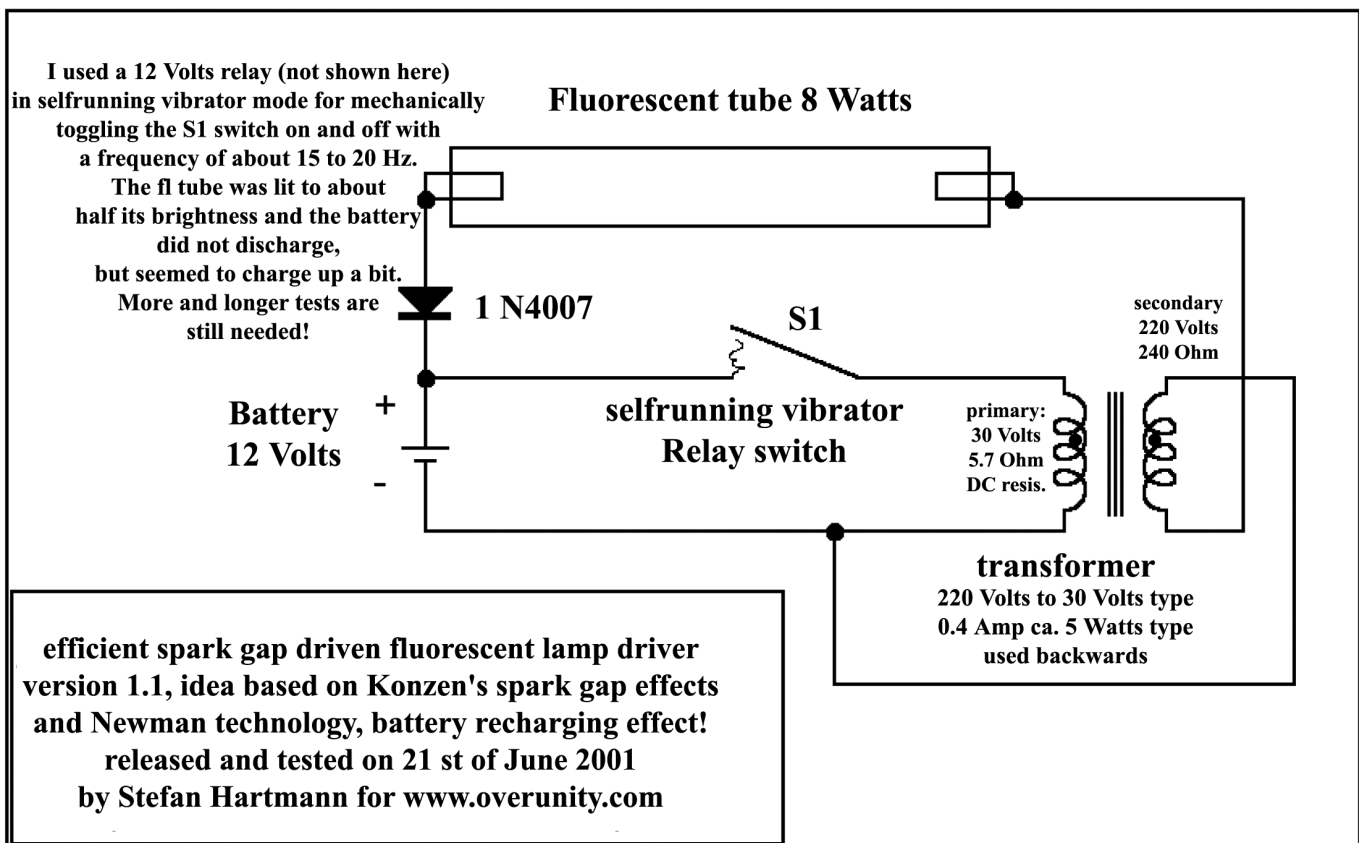 I used a 12 Volts relay (not shown here)
in selfrunning vibrator mode for mechanically
toggling the S1 switch on and off with
a frequency of about 15 to 20 Hz.
The fl tube was lit to about
half its brightness and the battery
did not discharge,
but seemed to charge up a bit.
More and longer tests are
still needed!
Fluorescent tube 8 Watts
1 N4007
S1
secondary
220 Volts
240 Ohm
Battery
12 Volts
+
-
selfrunning vibrator
Relay switch
primary:
30 Volts
5.7 Ohm
DC resis.
transformer
220 Volts to 30 Volts type
0.4 Amp ca. 5 Watts type
used backwards
efficient spark gap driven fluorescent lamp driver
version 1.1, idea based on Konzen's spark gap effects
and Newman technology, battery recharging effect!
released and tested on 21 st of June 2001
by Stefan Hartmann for www.overunity.com